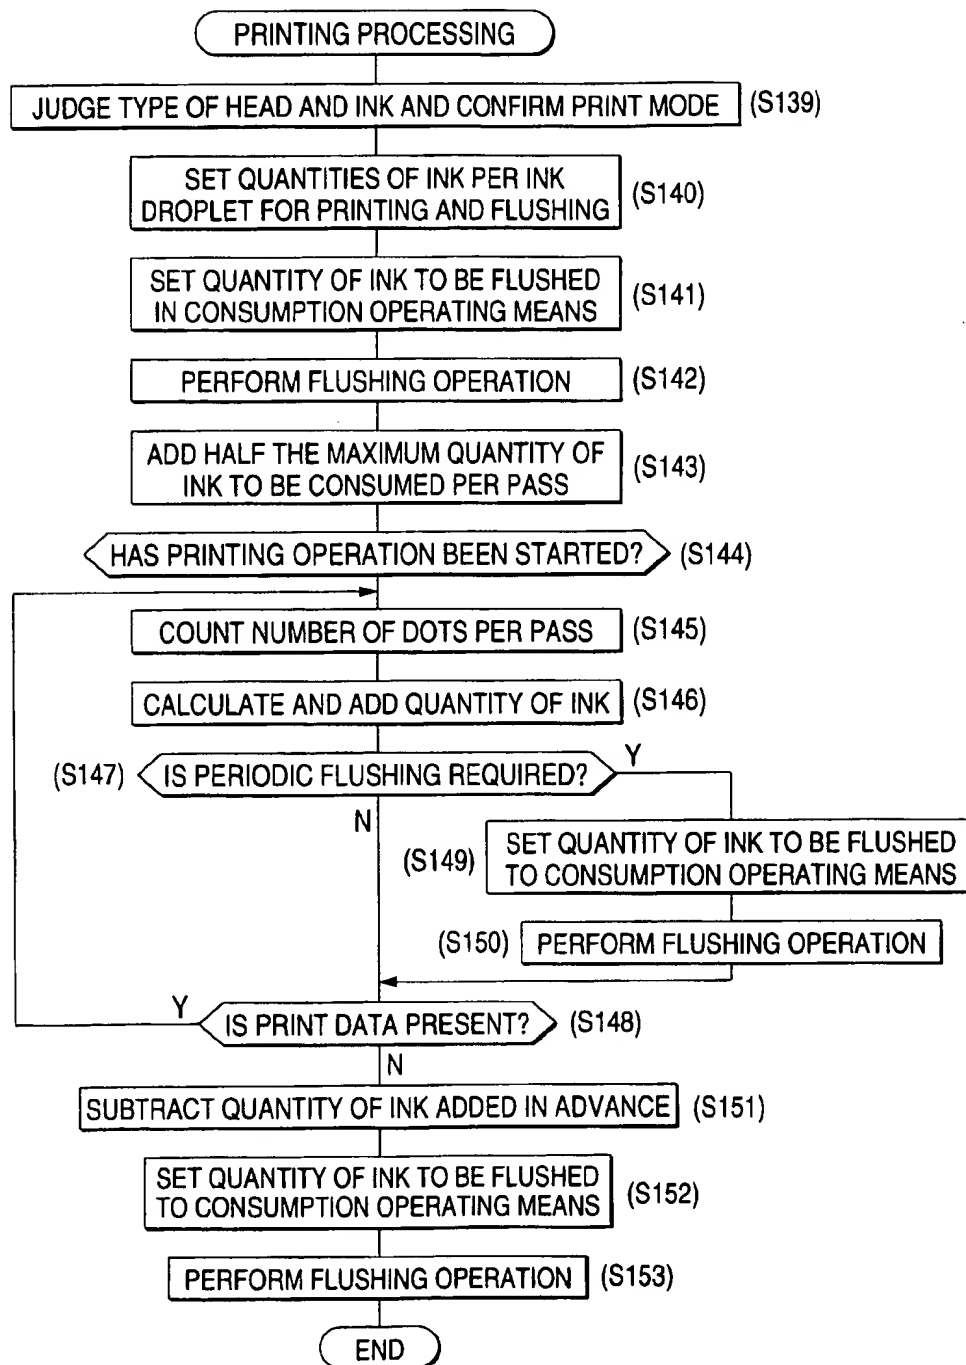 PRINTING PROCESSING
JUDGE TYPE OF HEAD AND INK AND CONFIRM PRINT MODE (S139)
SET QUANTITIES OF INK PER INK
DROPLET FOR PRINTING AND FLUSHING
(S140)
SET QUANTITY OF INK TO BE FLUSHED
IN CONSUMPTION OPERATING MEANS
(S141)
PERFORM FLUSHING OPERATION (S142)
ADD HALF THE MAXIMUM QUANTITY OF
INK TO BE CONSUMED PER PASS
(S143)
HAS PRINTING OPERATION BEEN STARTED? (S144)
COUNT NUMBER OF DOTS PER PASS (S145)
CALCULATE AND ADD QUANTITY OF INK (S146)
(S147) IS PERIODIC FLUSHING REQUIRED? Y
N
(S149)
SET QUANTITY OF INK TO BE FLUSHED
TO CONSUMPTION OPERATING MEANS
(S150) PERFORM FLUSHING OPERATION
Y IS PRINT DATA PRESENT? (S148)
N
SUBTRACT QUANTITY OF INK ADDED IN ADVANCE (S151)
SET QUANTITY OF INK TO BE FLUSHED
TO CONSUMPTION OPERATING MEANS
(S152)
PERFORM FLUSHING OPERATION (S153)
END